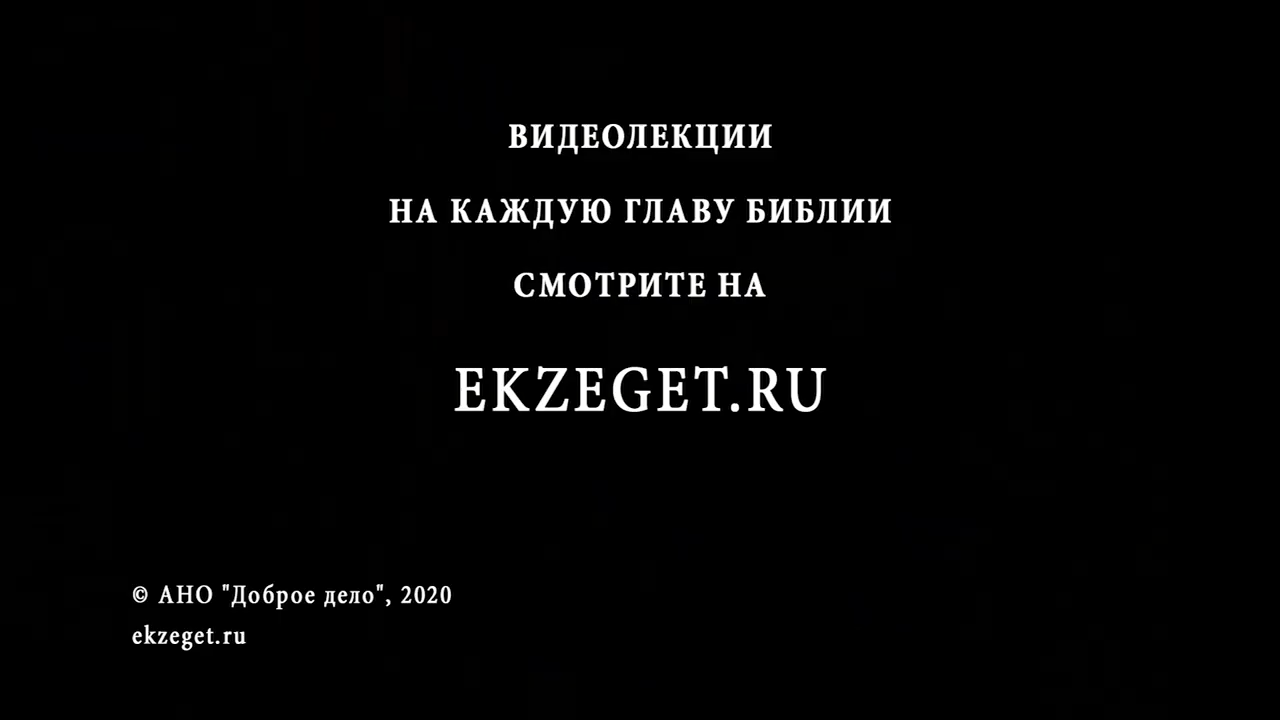 ВИДЕОЛЕКЦИИ
НА КАЖДУЮ ГЛАВУ БИБЛИИ
СМОТРИТЕ НА
EKZEGET.RU
© АНО "Доброе дело", 2020
ekzeget.ru